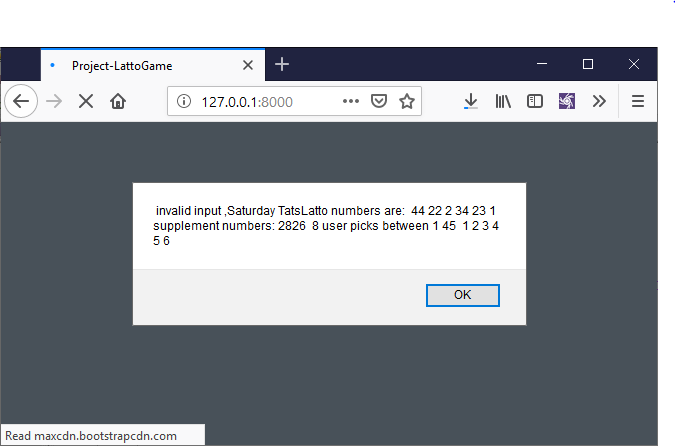 Project-LattoGame
127.0.0.1:8000
invalid input ,Saturday TatsLatto numbers are:  44 22 2 34 23 1
supplement numbers: 2826  8 user picks between 1 45  1 2 3 4
5 6
OK
Read maxcdn.bootstrapcdn.com